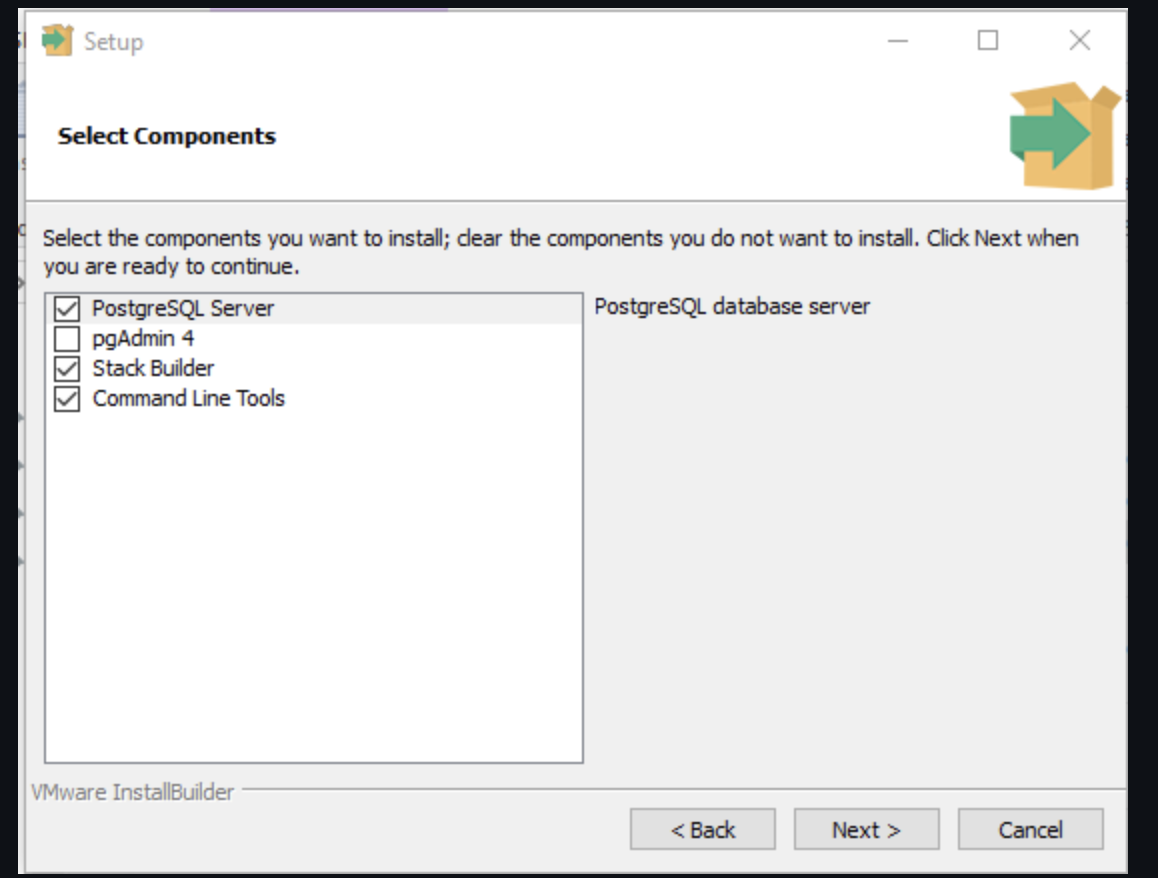 Setup
Select Components
Select the components you want to install; clear the components you do not want to install. Click Next when
you are ready to continue.
PostgreSQL Server
PostgreSQL database server
pgAdmin 4
Stack Builder
Command Line Tools
VMware InstallBuilder
< Back
Next >
Cancel